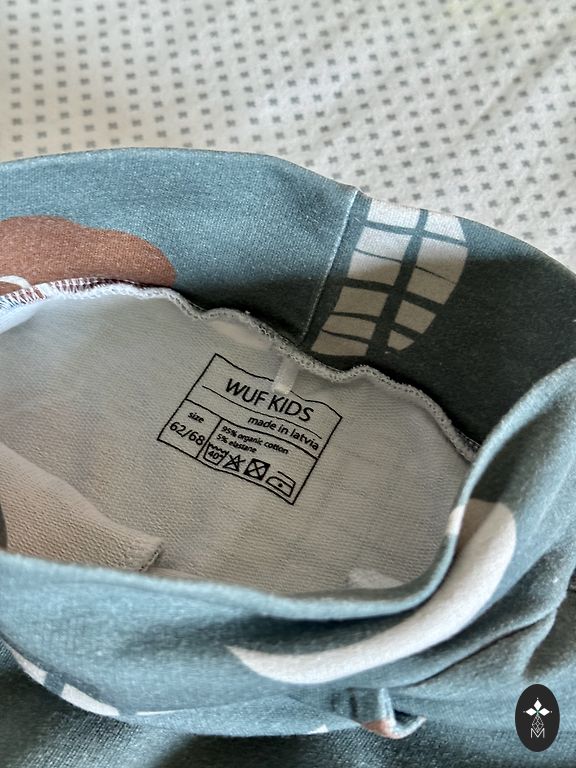 WUF KIDS
made in latvia
size
62/68
95% organic cotton
5% elastane
40°
M